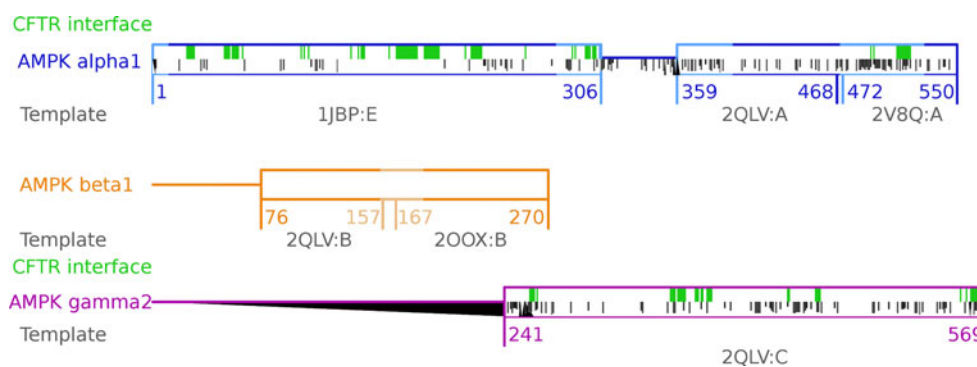 CFTR interface
AMPK alpha1
1 306 359 468 472 550
Template 1JBP:E 2QLV:A 2V8Q:A
AMPK beta1
76 157 167 270
Template 2QLV:B 2OOX:B
CFTR interface
AMPK gamma2
241 569
Template 2QLV:C